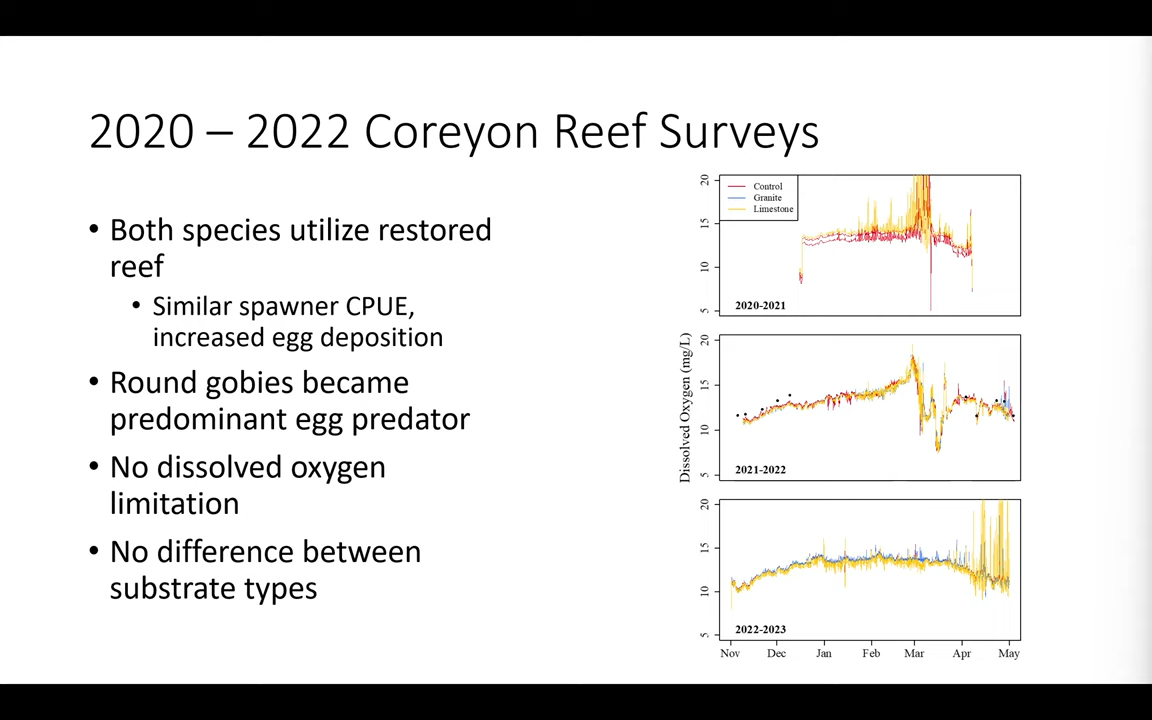 2020 – 2022 Coreyon Reef Surveys
• Both species utilize restored
reef
• Similar spawner CPUE,
increased egg deposition
• Round gobies became
predominant egg predator
• No dissolved oxygen
limitation
• No difference between
substrate types
Dissolved Oxygen (mg/L)
20
15
10
5
Control
Granite
Limestone
2020-2021
20
15
10
5
2021-2022
20
15
10
5
2022-2023
Nov Dec Jan Feb Mar Apr May